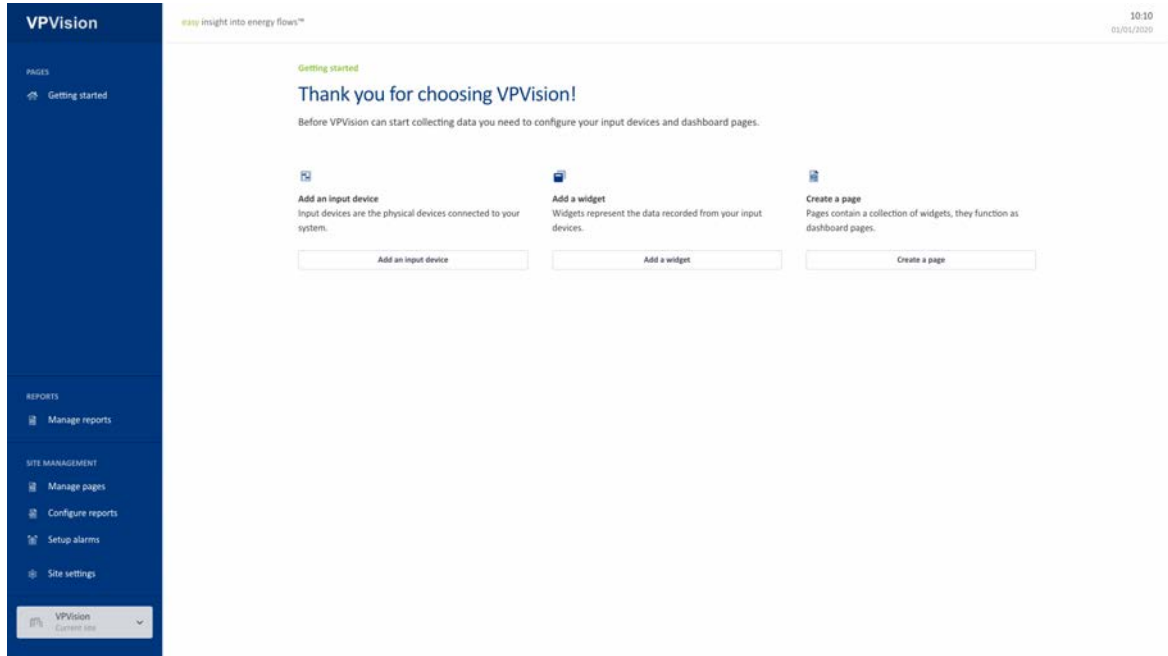 VPVision
easy insight into energy flows™
10:10
01/01/2020
PAGES
Getting started
REPORTS
Manage reports
SITE MANAGEMENT
Manage pages
Configure reports
Setup alarms
Site settings
VPVision
Current site
Getting started
Thank you for choosing VPVision!
Before VPVision can start collecting data you need to configure your input devices and dashboard pages.
Add an input device
Input devices are the physical devices connected to your
system.
Add an input device
Add a widget
Widgets represent the data recorded from your input
devices.
Add a widget
Create a page
Pages contain a collection of widgets, they function as
dashboard pages.
Create a page